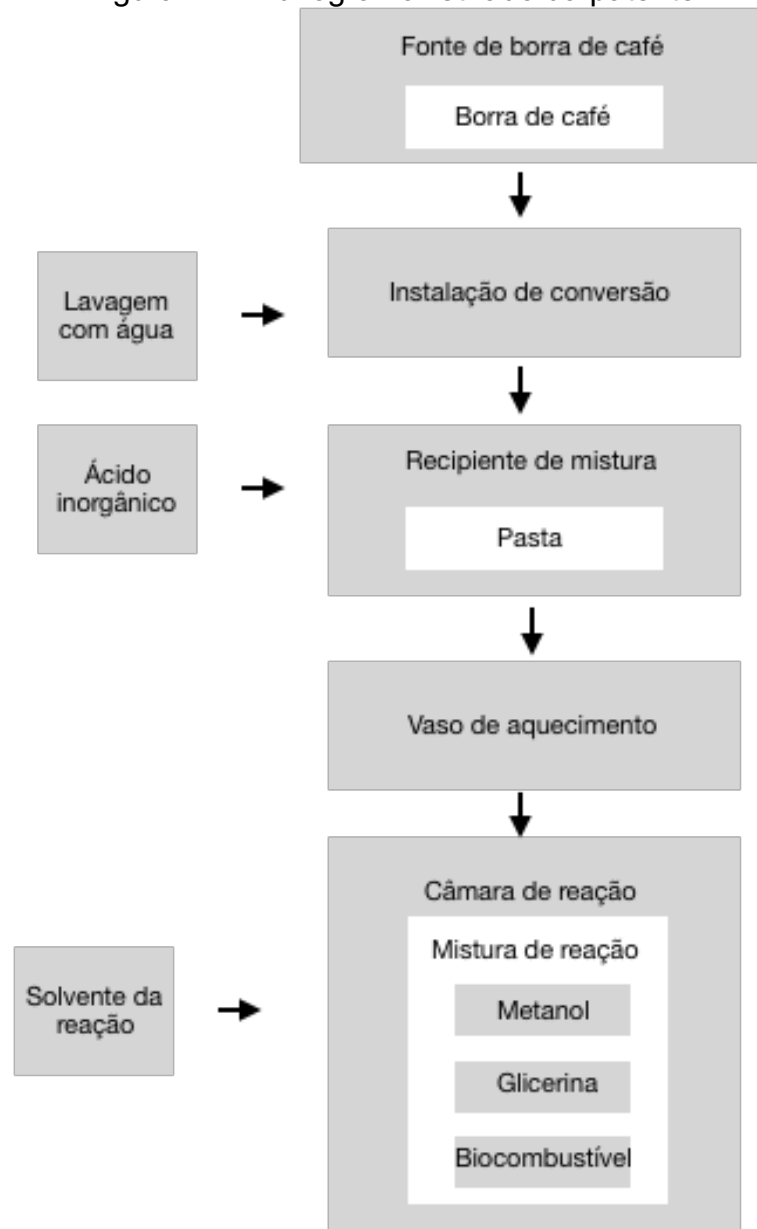 Fonte de borra de café
Borra de café
Lavagem
com água
Instalação de conversão
Ácido
inorgânico
Recipiente de mistura
Pasta
Vaso de aquecimento
Câmara de reação
Mistura de reação
Solvente da
reação
Metanol
Glicerina
Biocombustível